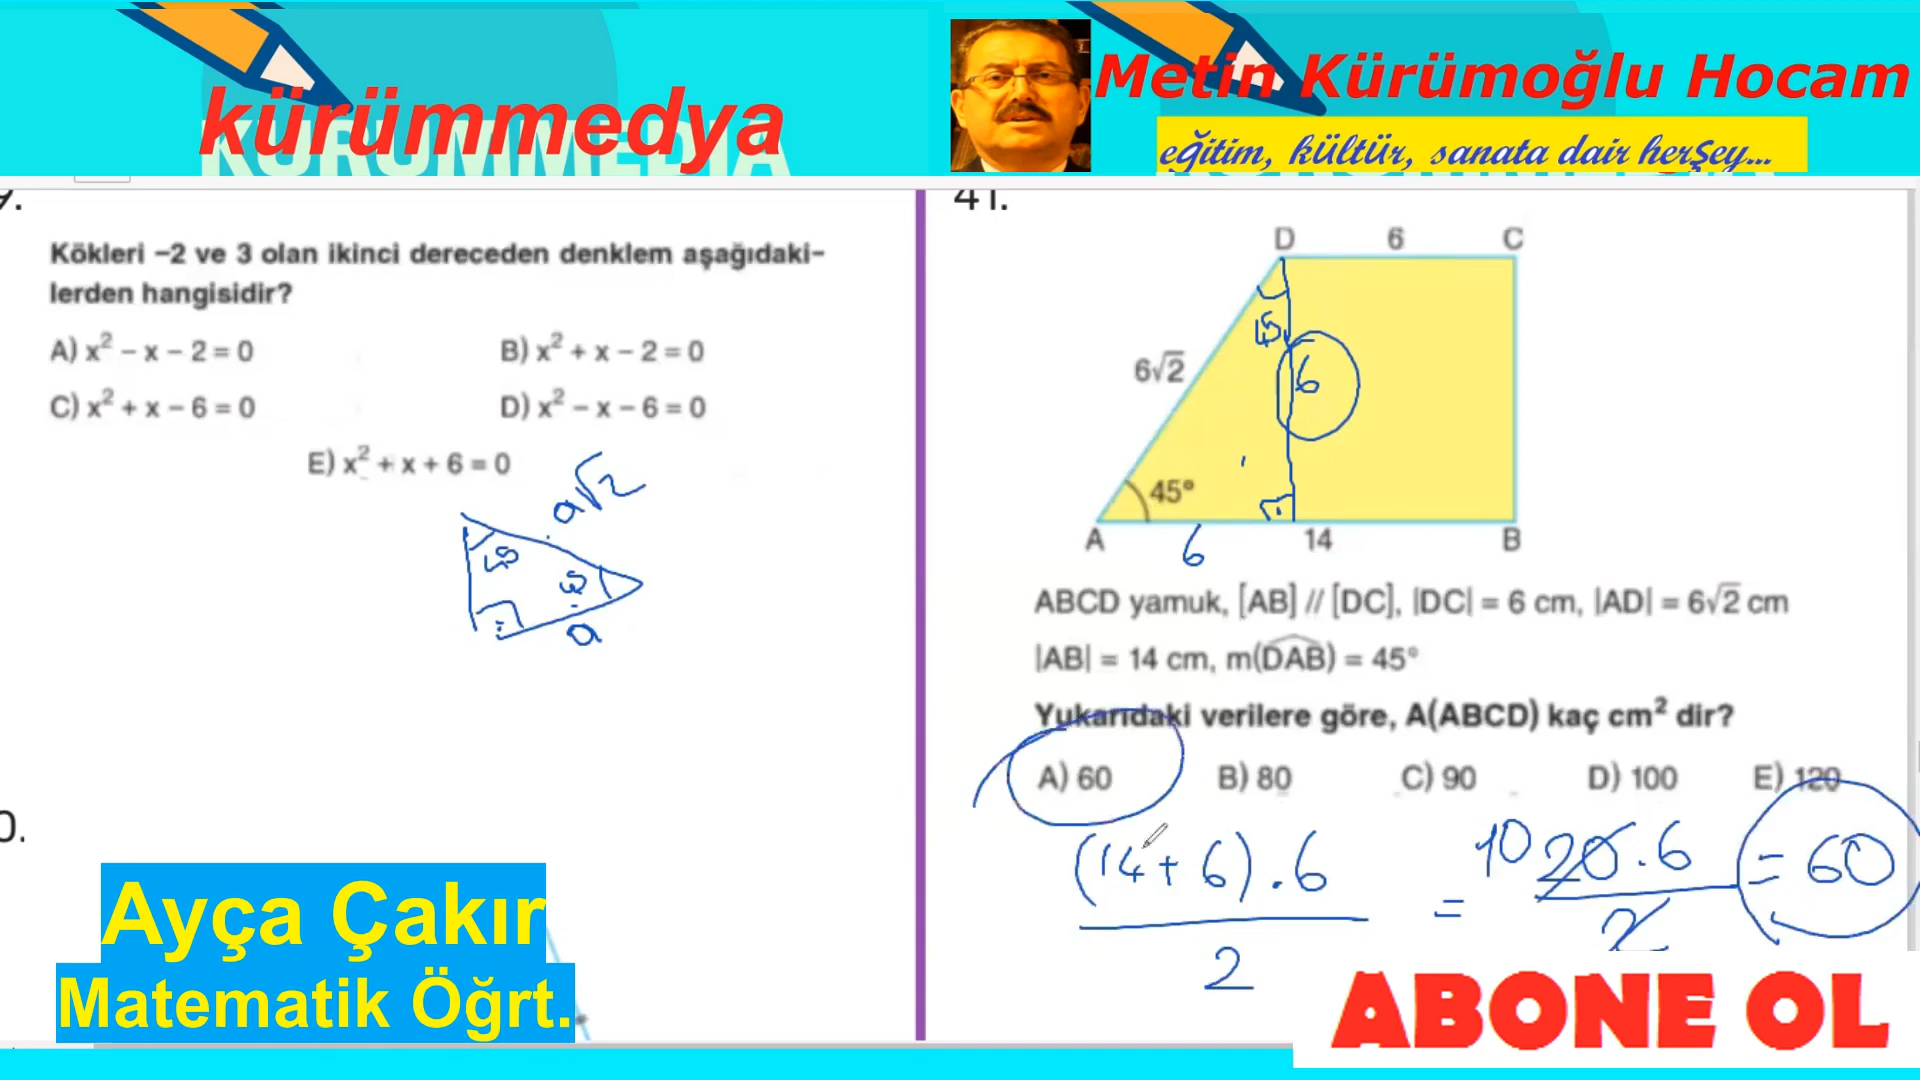 kürümmedya
Metin Kürümoğlu Hocam
eğitim, kültür, sanata dair herşey...
9.
Kökleri −2 ve 3 olan ikinci dereceden denklem aşağıdaki-
lerden hangisidir?
A) x² − x − 2 = 0
B) x² + x − 2 = 0
C) x² + x − 6 = 0
D) x² − x − 6 = 0
E) x² + x + 6 = 0
a√2
45
45
a
0.
Ayça Çakır
Matematik Öğrt.
41.
D 6 C
45
6√2
6
45°
A 14 B
6
ABCD yamuk, [AB] // [DC], |DC| = 6 cm, |AD| = 6√2 cm
|AB| = 14 cm, m(DAB) = 45°
Yukarıdaki verilere göre, A(ABCD) kaç cm² dir?
A) 60 B) 80 C) 90 D) 100 E) 120
(14+6).6 / 2 = 10 20.6 / 2 = 60
ABONE OL